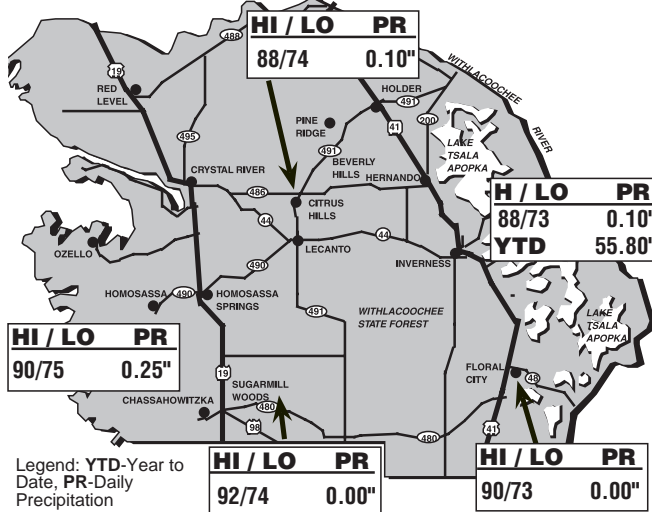 HI / LO PR
88/74 0.10"
488
19
RED
LEVEL
HOLDER
491
WITHLACOOCHEE
RIVER
PINE
RIDGE
41
200
495
491
LAKE
TSALA
APOPKA
BEVERLY
HILLS
CRYSTAL RIVER
HERNANDO
486
CITRUS
HILLS
H / LO PR
88/73 0.10"
YTD 55.80"
44
44
LECANTO
OZELLO
INVERNESS
490
HOMOSASSA
490
HOMOSASSA
SPRINGS
491
WITHLACOOCHEE
STATE FOREST
LAKE
TSALA
APOPKA
HI / LO PR
90/75 0.25"
19
FLORAL
CITY
48
SUGARMILL
WOODS
CHASSAHOWITZKA
480
98
480
41
Legend: YTD-Year to
Date, PR-Daily
Precipitation
HI / LO PR
92/74 0.00"
HI / LO PR
90/73 0.00"